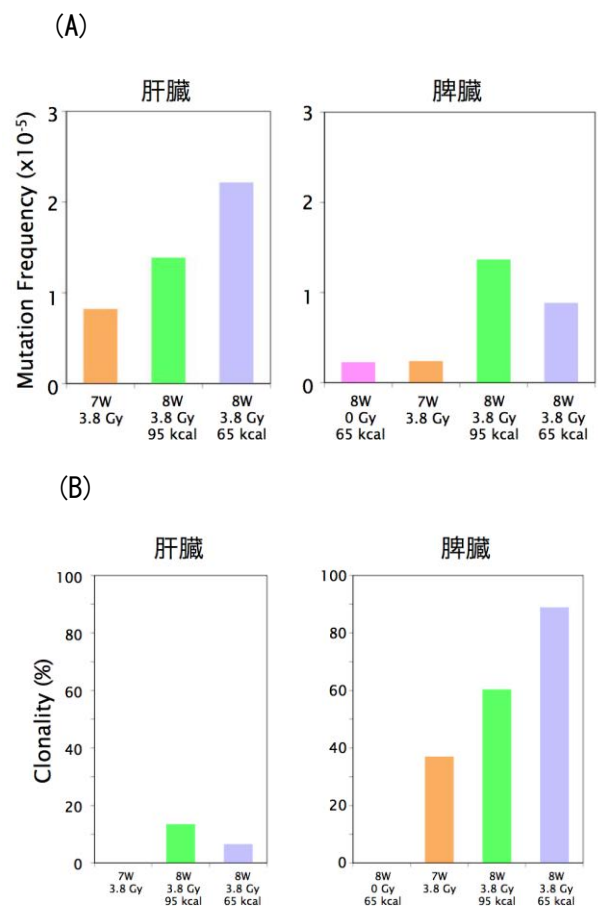 (A)
肝臓
脾臓
Mutation Frequency (x10⁻⁵)
3
2
1
0
7W
3.8 Gy
8W
3.8 Gy
95 kcal
8W
3.8 Gy
65 kcal
3
2
1
0
8W
0 Gy
65 kcal
7W
3.8 Gy
8W
3.8 Gy
95 kcal
8W
3.8 Gy
65 kcal
(B)
肝臓
脾臓
Clonality (%)
100
80
60
40
20
0
7W
3.8 Gy
8W
3.8 Gy
95 kcal
8W
3.8 Gy
65 kcal
100
80
60
40
20
0
8W
0 Gy
65 kcal
7W
3.8 Gy
8W
3.8 Gy
95 kcal
8W
3.8 Gy
65 kcal